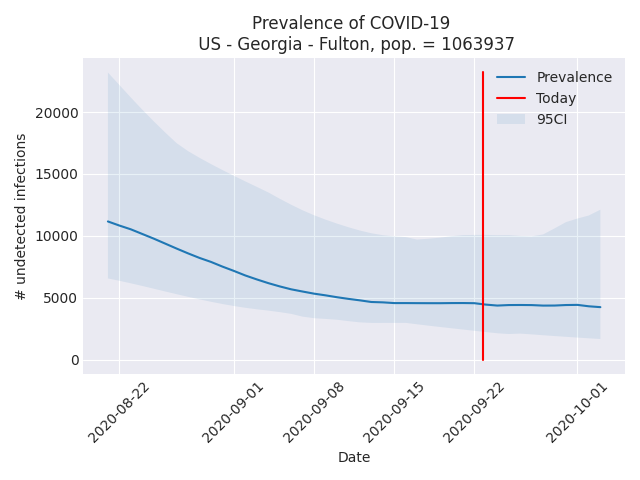 Prevalence of COVID-19
US - Georgia - Fulton, pop. = 1063937
Prevalence
Today
95CI
20000
15000
10000
5000
0
# undetected infections
2020-08-22
2020-09-01
2020-09-08
2020-09-15
2020-09-22
2020-10-01
Date